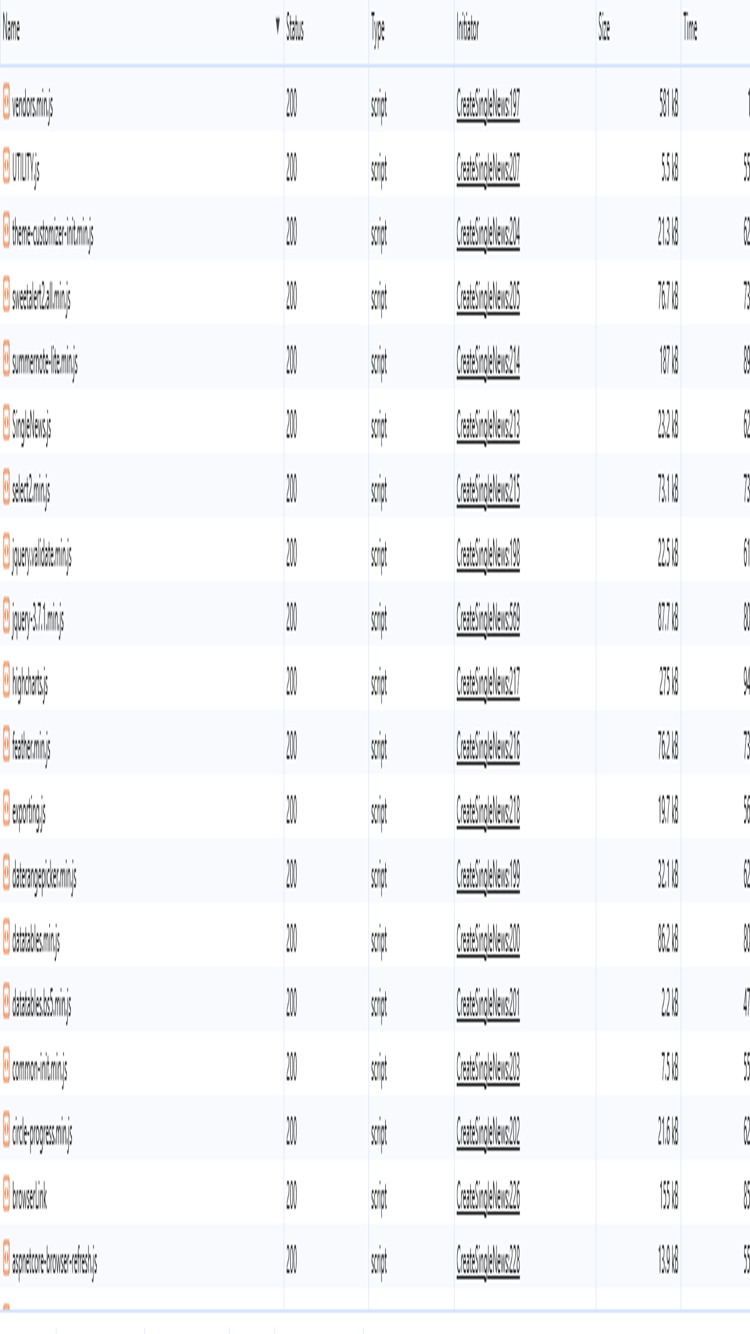 Name Status Type Initiator Size Time
vendors.min.js 200 script CreateSingleNews:197 581 kB 1
UTILITY.js 200 script CreateSingleNews:207 5.5 kB 55
theme-customizer-init.min.js 200 script CreateSingleNews:204 21.3 kB 62
sweetalert2.all.min.js 200 script CreateSingleNews:205 76.7 kB 73
summernote-lite.min.js 200 script CreateSingleNews:214 187 kB 89
SingleNews.js 200 script CreateSingleNews:213 23.2 kB 62
select2.min.js 200 script CreateSingleNews:215 73.1 kB 73
jquery.validate.min.js 200 script CreateSingleNews:198 22.5 kB 61
jquery-3.7.1.min.js 200 script CreateSingleNews:569 87.7 kB 80
highcharts.js 200 script CreateSingleNews:217 275 kB 94
feather.min.js 200 script CreateSingleNews:216 76.2 kB 73
exporting.js 200 script CreateSingleNews:218 19.7 kB 56
daterangepicker.min.js 200 script CreateSingleNews:199 32.1 kB 62
datatables.min.js 200 script CreateSingleNews:200 86.2 kB 80
datatables.bs5.min.js 200 script CreateSingleNews:201 2.2 kB 47
common-init.min.js 200 script CreateSingleNews:203 7.5 kB 55
circle-progress.min.js 200 script CreateSingleNews:202 21.6 kB 62
browserLink 200 script CreateSingleNews:226 155 kB 85
aspnetcore-browser-refresh.js 200 script CreateSingleNews:228 13.9 kB 55